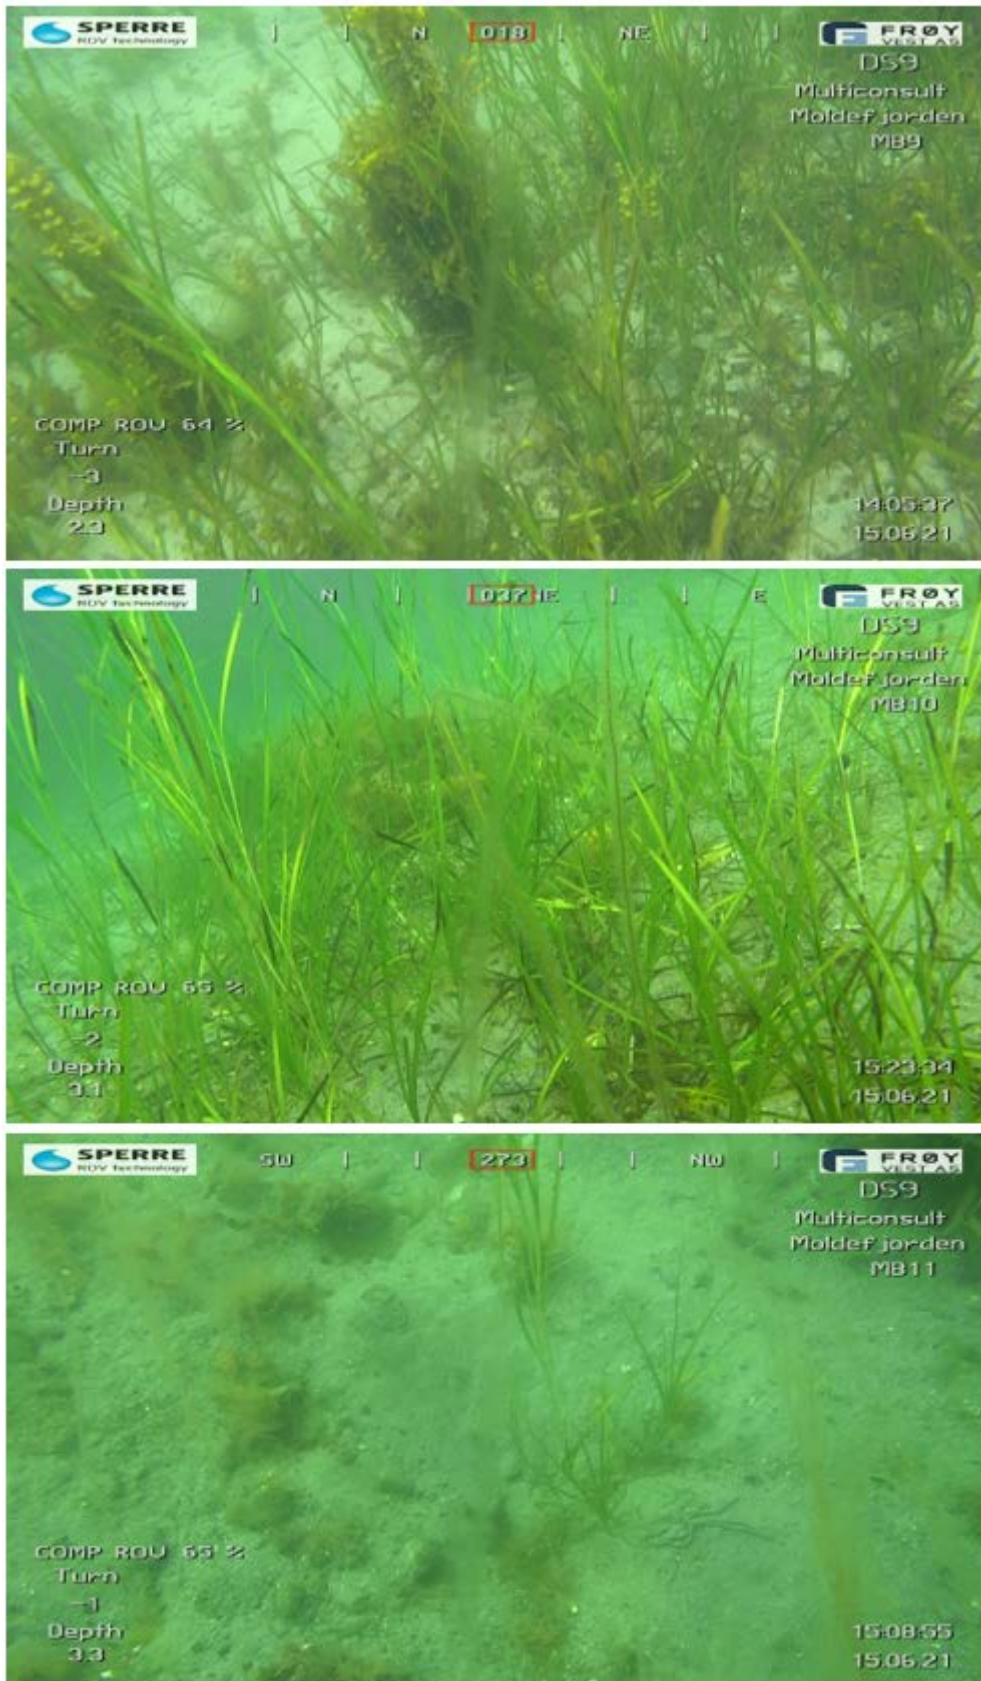 SPERRE
ROV Technology
N 018 NE
FRØY
VEST AS
DS9
Multiconsult
Moldefjorden
MB9
COMP ROV 64 %
Turn
-3
Depth
2.3
14:05:37
15.06.21
SPERRE
ROV Technology
N 037 NE E
FRØY
VEST AS
DS9
Multiconsult
Moldefjorden
MB10
COMP ROV 65 %
Turn
-2
Depth
3.1
15:23:34
15.06.21
SPERRE
ROV Technology
SW 273 NW
FRØY
VEST AS
DS9
Multiconsult
Moldefjorden
MB11
COMP ROV 65 %
Turn
-1
Depth
3.3
15:08:55
15.06.21